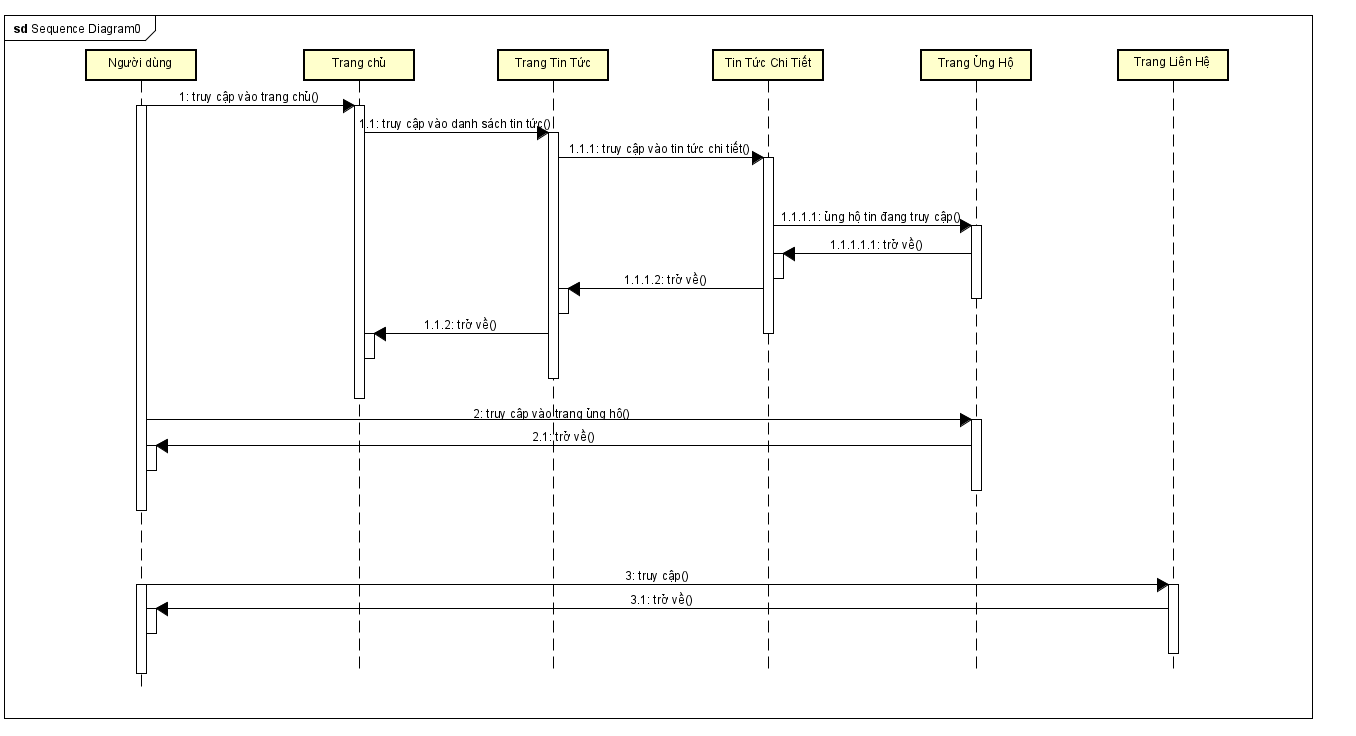 sd Sequence Diagram0
Người dùng
Trang chủ
Trang Tin Tức
Tin Tức Chi Tiết
Trang Ủng Hộ
Trang Liên Hệ
1: truy cập vào trang chủ()
1.1: truy cập vào danh sách tin tức()
1.1.1: truy cập vào tin tức chi tiết()
1.1.1.1: ủng hộ tin đang truy cập()
1.1.1.1.1: trở về()
1.1.1.2: trở về()
1.1.2: trở về()
2: truy cập vào trang ủng hộ()
2.1: trở về()
3: truy cập()
3.1: trở về()